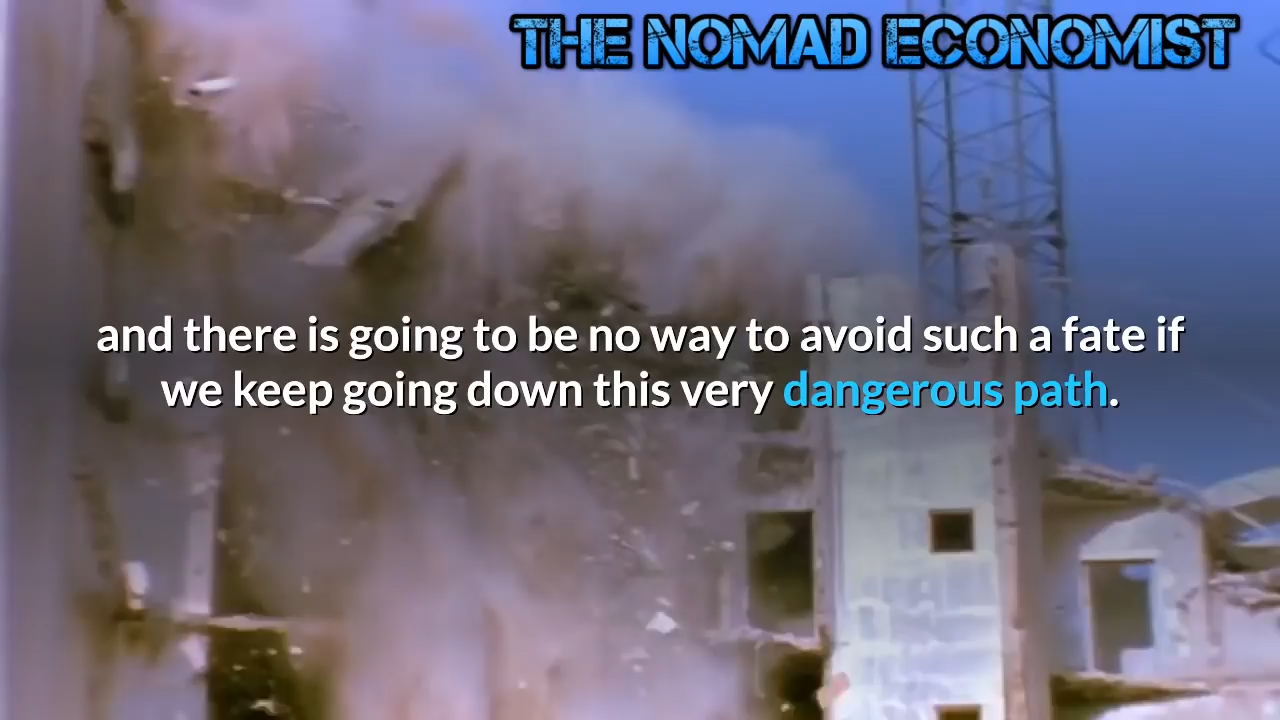 THE NOMAD ECONOMIST
and there is going to be no way to avoid such a fate if
we keep going down this very dangerous path.